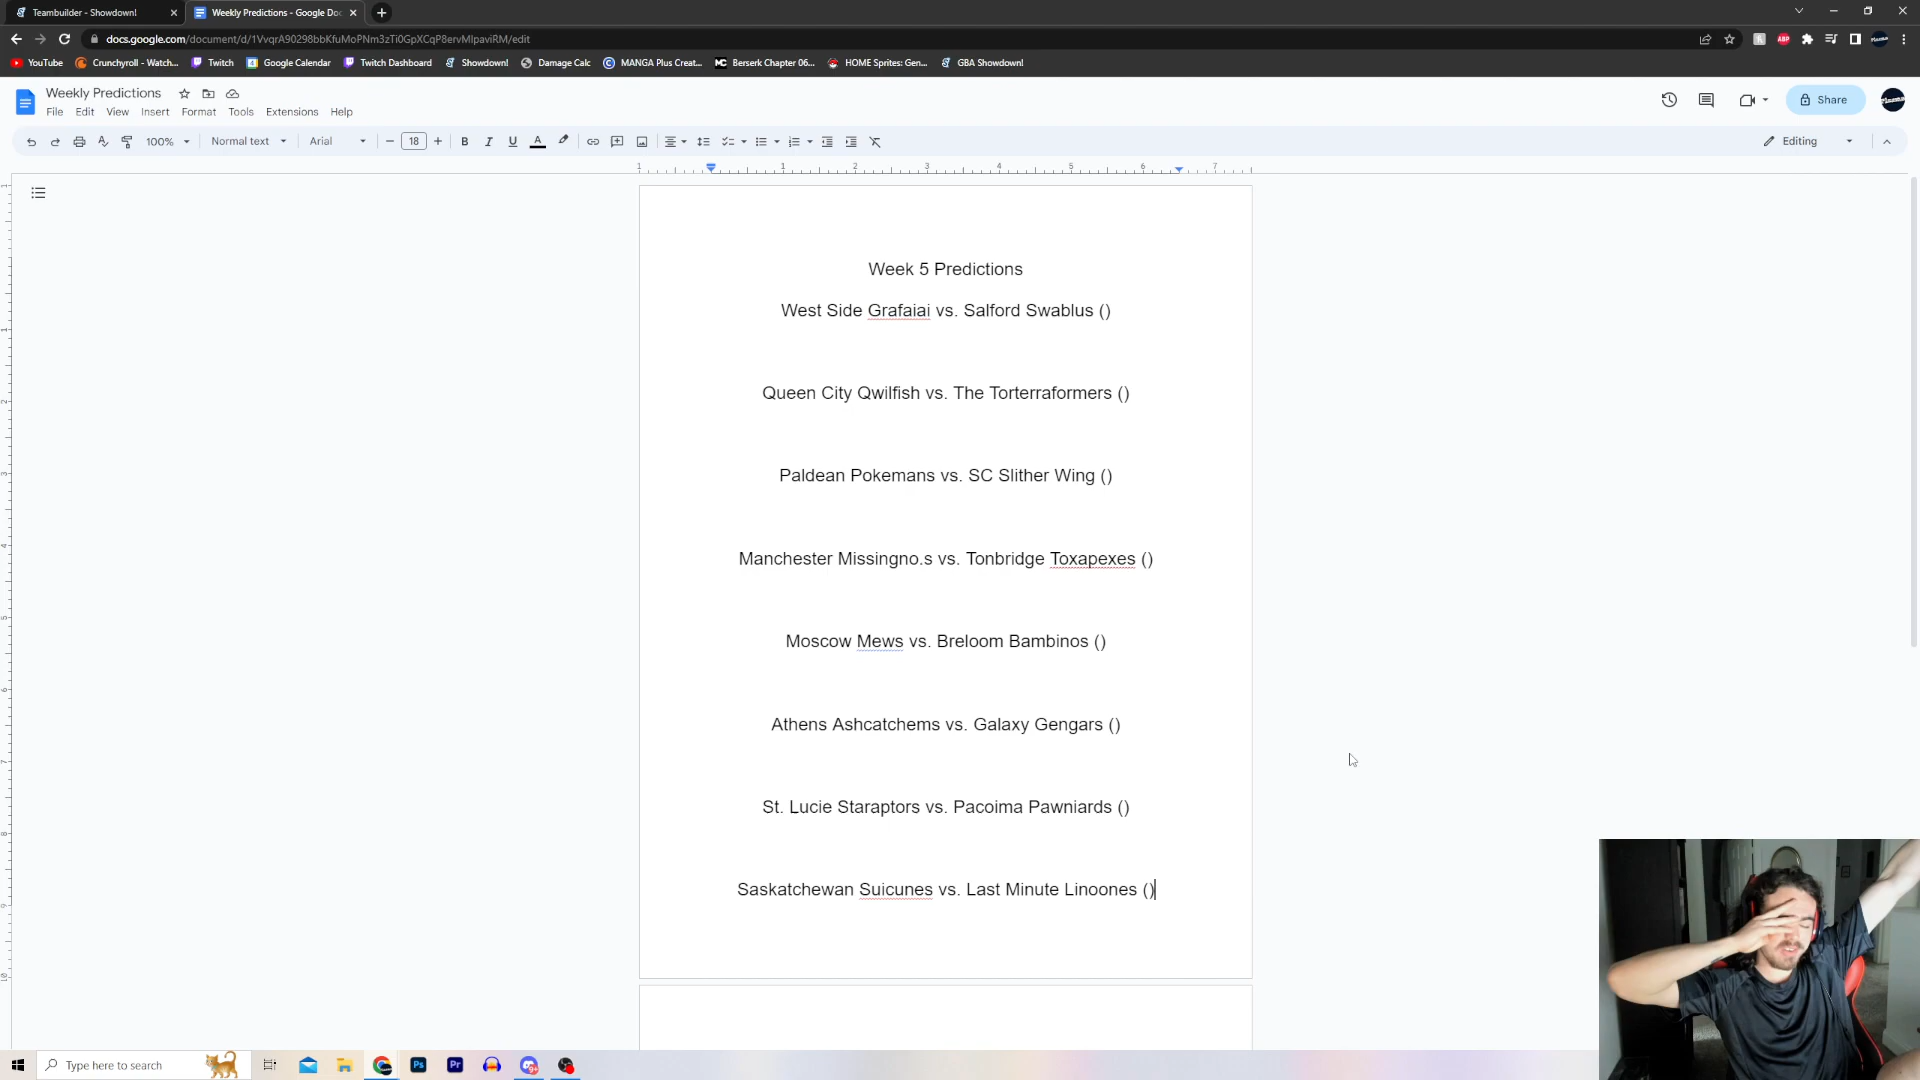 Teambuilder - Showdown!
Weekly Predictions - Google Doc
docs.google.com/document/d/1VvqrA90298bbKfuMoPNm3zTi0GpXCqP8ervMlpaviRM/edit
YouTube
Crunchyroll - Watch...
Twitch
Google Calendar
Twitch Dashboard
Showdown!
Damage Calc
MANGA Plus Creat...
Berserk Chapter 06...
HOME Sprites: Gen...
GBA Showdown!
Weekly Predictions
File Edit View Insert Format Tools Extensions Help
Share
100%
Normal text
Arial
18
Editing
Week 5 Predictions
West Side Grafaiai vs. Salford Swablus ()
Queen City Qwilfish vs. The Torterraformers ()
Paldean Pokemans vs. SC Slither Wing ()
Manchester Missingno.s vs. Tonbridge Toxapexes ()
Moscow Mews vs. Breloom Bambinos ()
Athens Ashcatchems vs. Galaxy Gengars ()
St. Lucie Staraptors vs. Pacoima Pawniards ()
Saskatchewan Suicunes vs. Last Minute Linoones ()
Type here to search